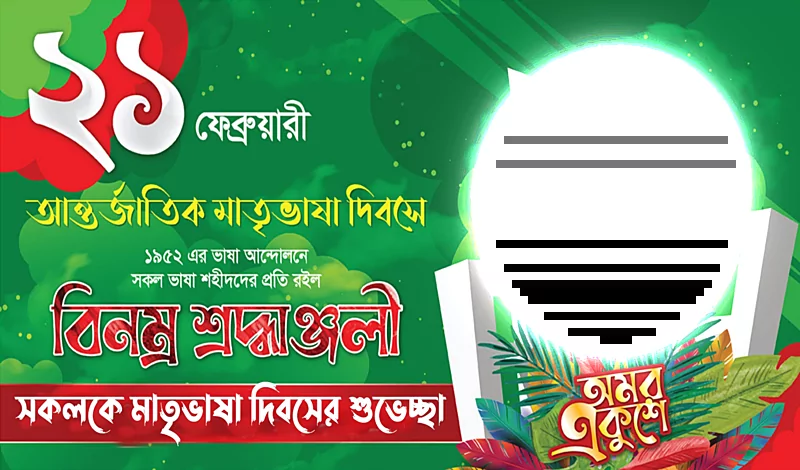 ২১ ফেব্রুয়ারী
আন্তর্জাতিক মাতৃভাষা দিবসে
১৯৫২ এর ভাষা আন্দোলনে
সকল ভাষা শহীদদের প্রতি রইল
বিনম্র শ্রদ্ধাঞ্জলী
সকলকে মাতৃভাষা দিবসের শুভেচ্ছা
অমর
একুশে